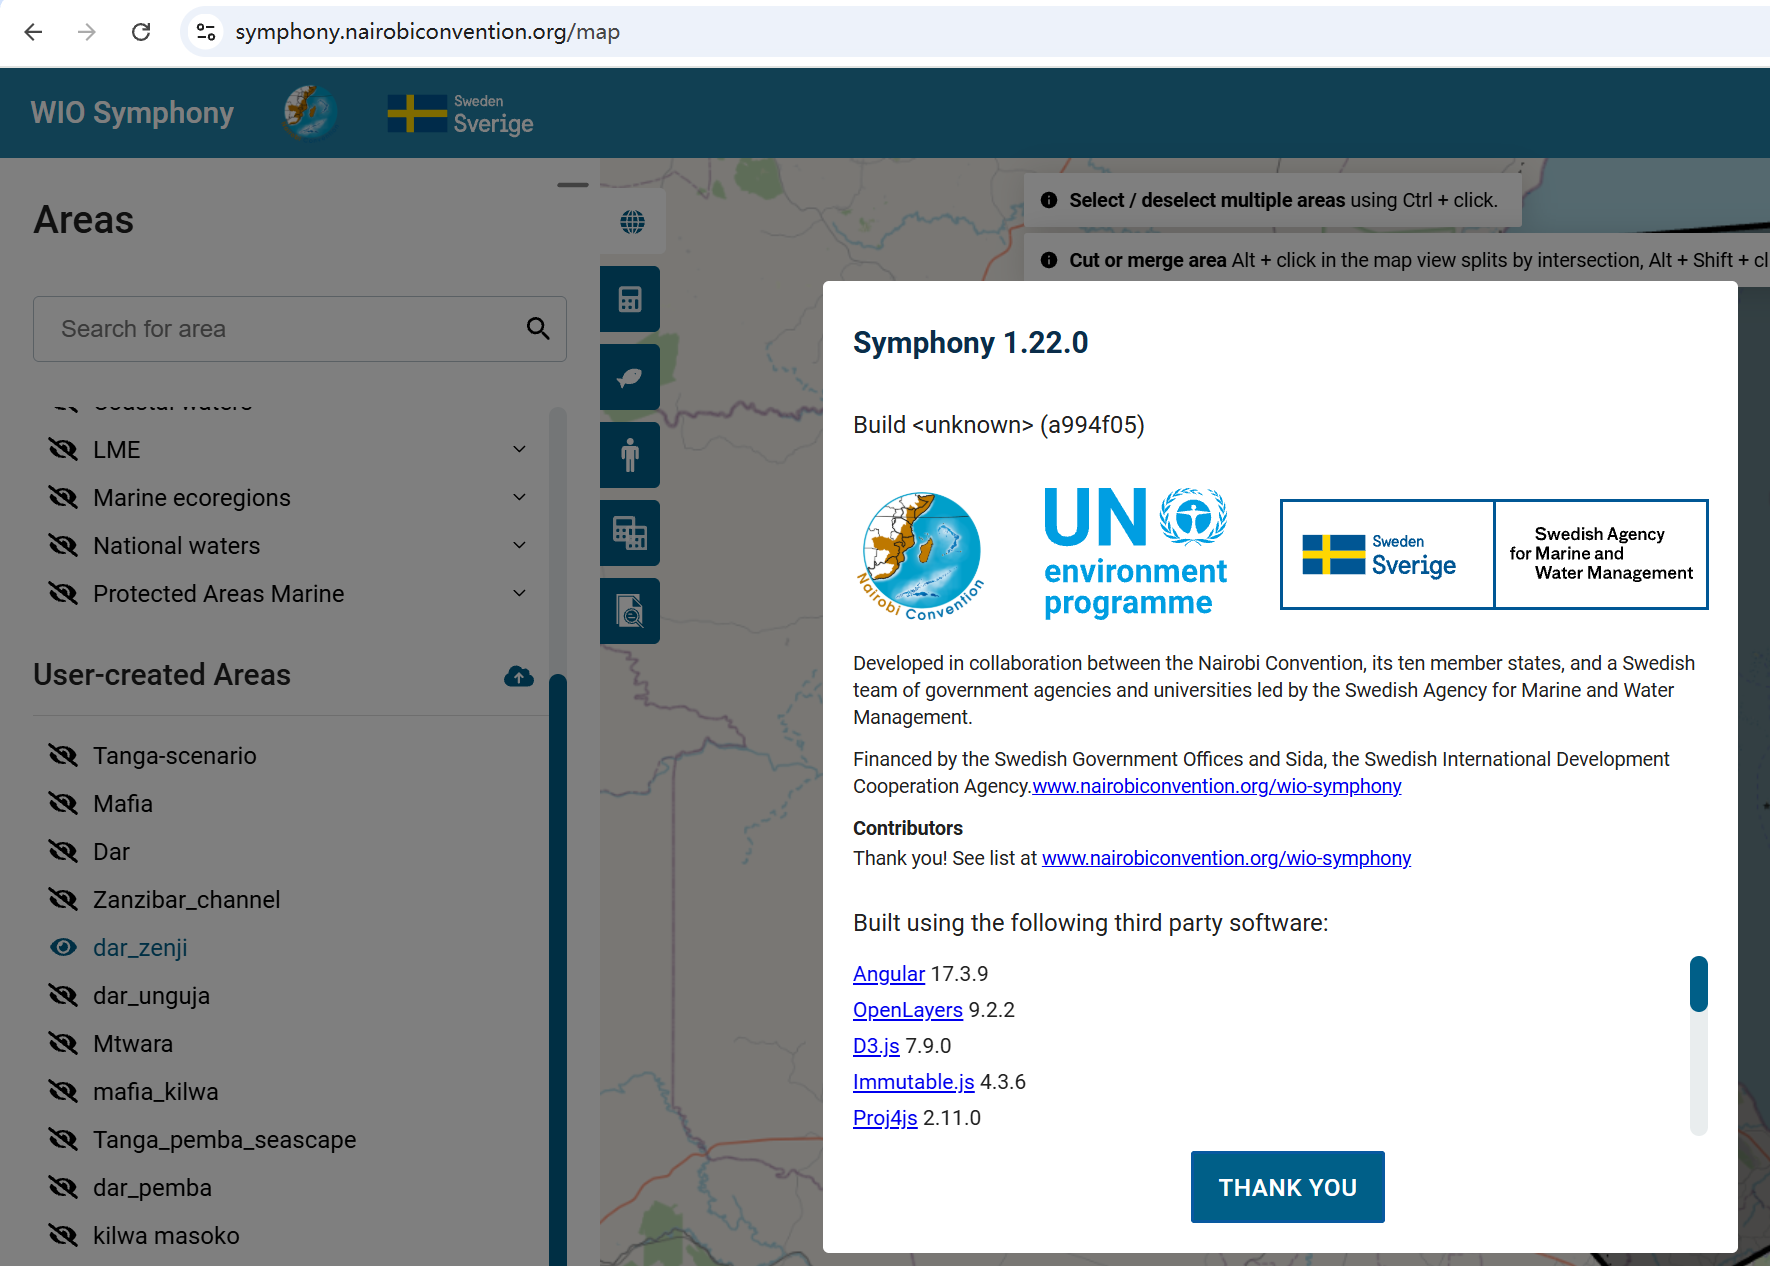 symphony.nairobiconvention.org/map
WIO Symphony
Sweden
Sverige
Areas
Search for area
Coastal waters
LME
Marine ecoregions
National waters
Protected Areas Marine
User-created Areas
Tanga-scenario
Mafia
Dar
Zanzibar_channel
dar_zenji
dar_unguja
Mtwara
mafia_kilwa
Tanga_pemba_seascape
dar_pemba
kilwa masoko
Select / deselect multiple areas using Ctrl + click.
Cut or merge area Alt + click in the map view splits by intersection, Alt + Shift + cl
Symphony 1.22.0
Build <unknown> (a994f05)
Nairobi Convention
UN
environment
programme
Sweden
Sverige
Swedish Agency
for Marine and
Water Management
Developed in collaboration between the Nairobi Convention, its ten member states, and a Swedish
team of government agencies and universities led by the Swedish Agency for Marine and Water
Management.
Financed by the Swedish Government Offices and Sida, the Swedish International Development
Cooperation Agency.www.nairobiconvention.org/wio-symphony
Contributors
Thank you! See list at www.nairobiconvention.org/wio-symphony
Built using the following third party software:
Angular 17.3.9
OpenLayers 9.2.2
D3.js 7.9.0
Immutable.js 4.3.6
Proj4js 2.11.0
THANK YOU